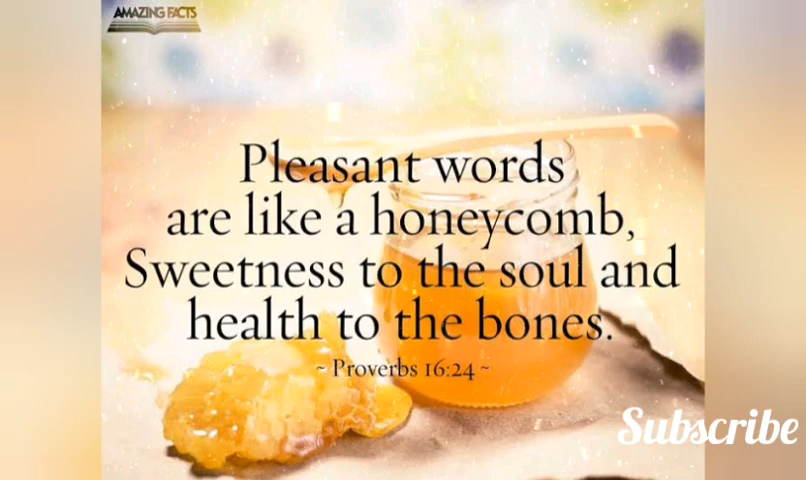 AMAZING FACTS
Pleasant words
are like a honeycomb,
Sweetness to the soul and
health to the bones.
~ Proverbs 16:24 ~
Subscribe